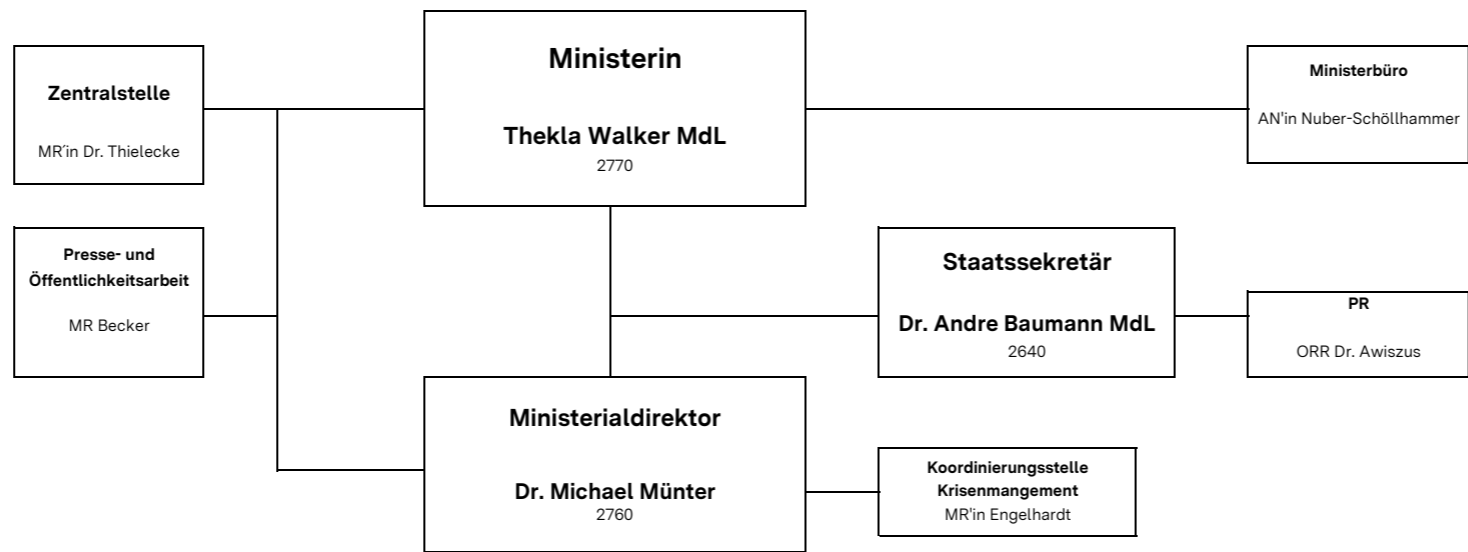 Ministerin
Thekla Walker MdL
2770
Zentralstelle
MR´in Dr. Thielecke
Ministerbüro
AN'in Nuber-Schöllhammer
Presse- und
Öffentlichkeitsarbeit
MR Becker
Staatssekretär
Dr. Andre Baumann MdL
2640
PR
ORR Dr. Awiszus
Ministerialdirektor
Dr. Michael Münter
2760
Koordinierungsstelle
Krisenmangement
MR'in Engelhardt